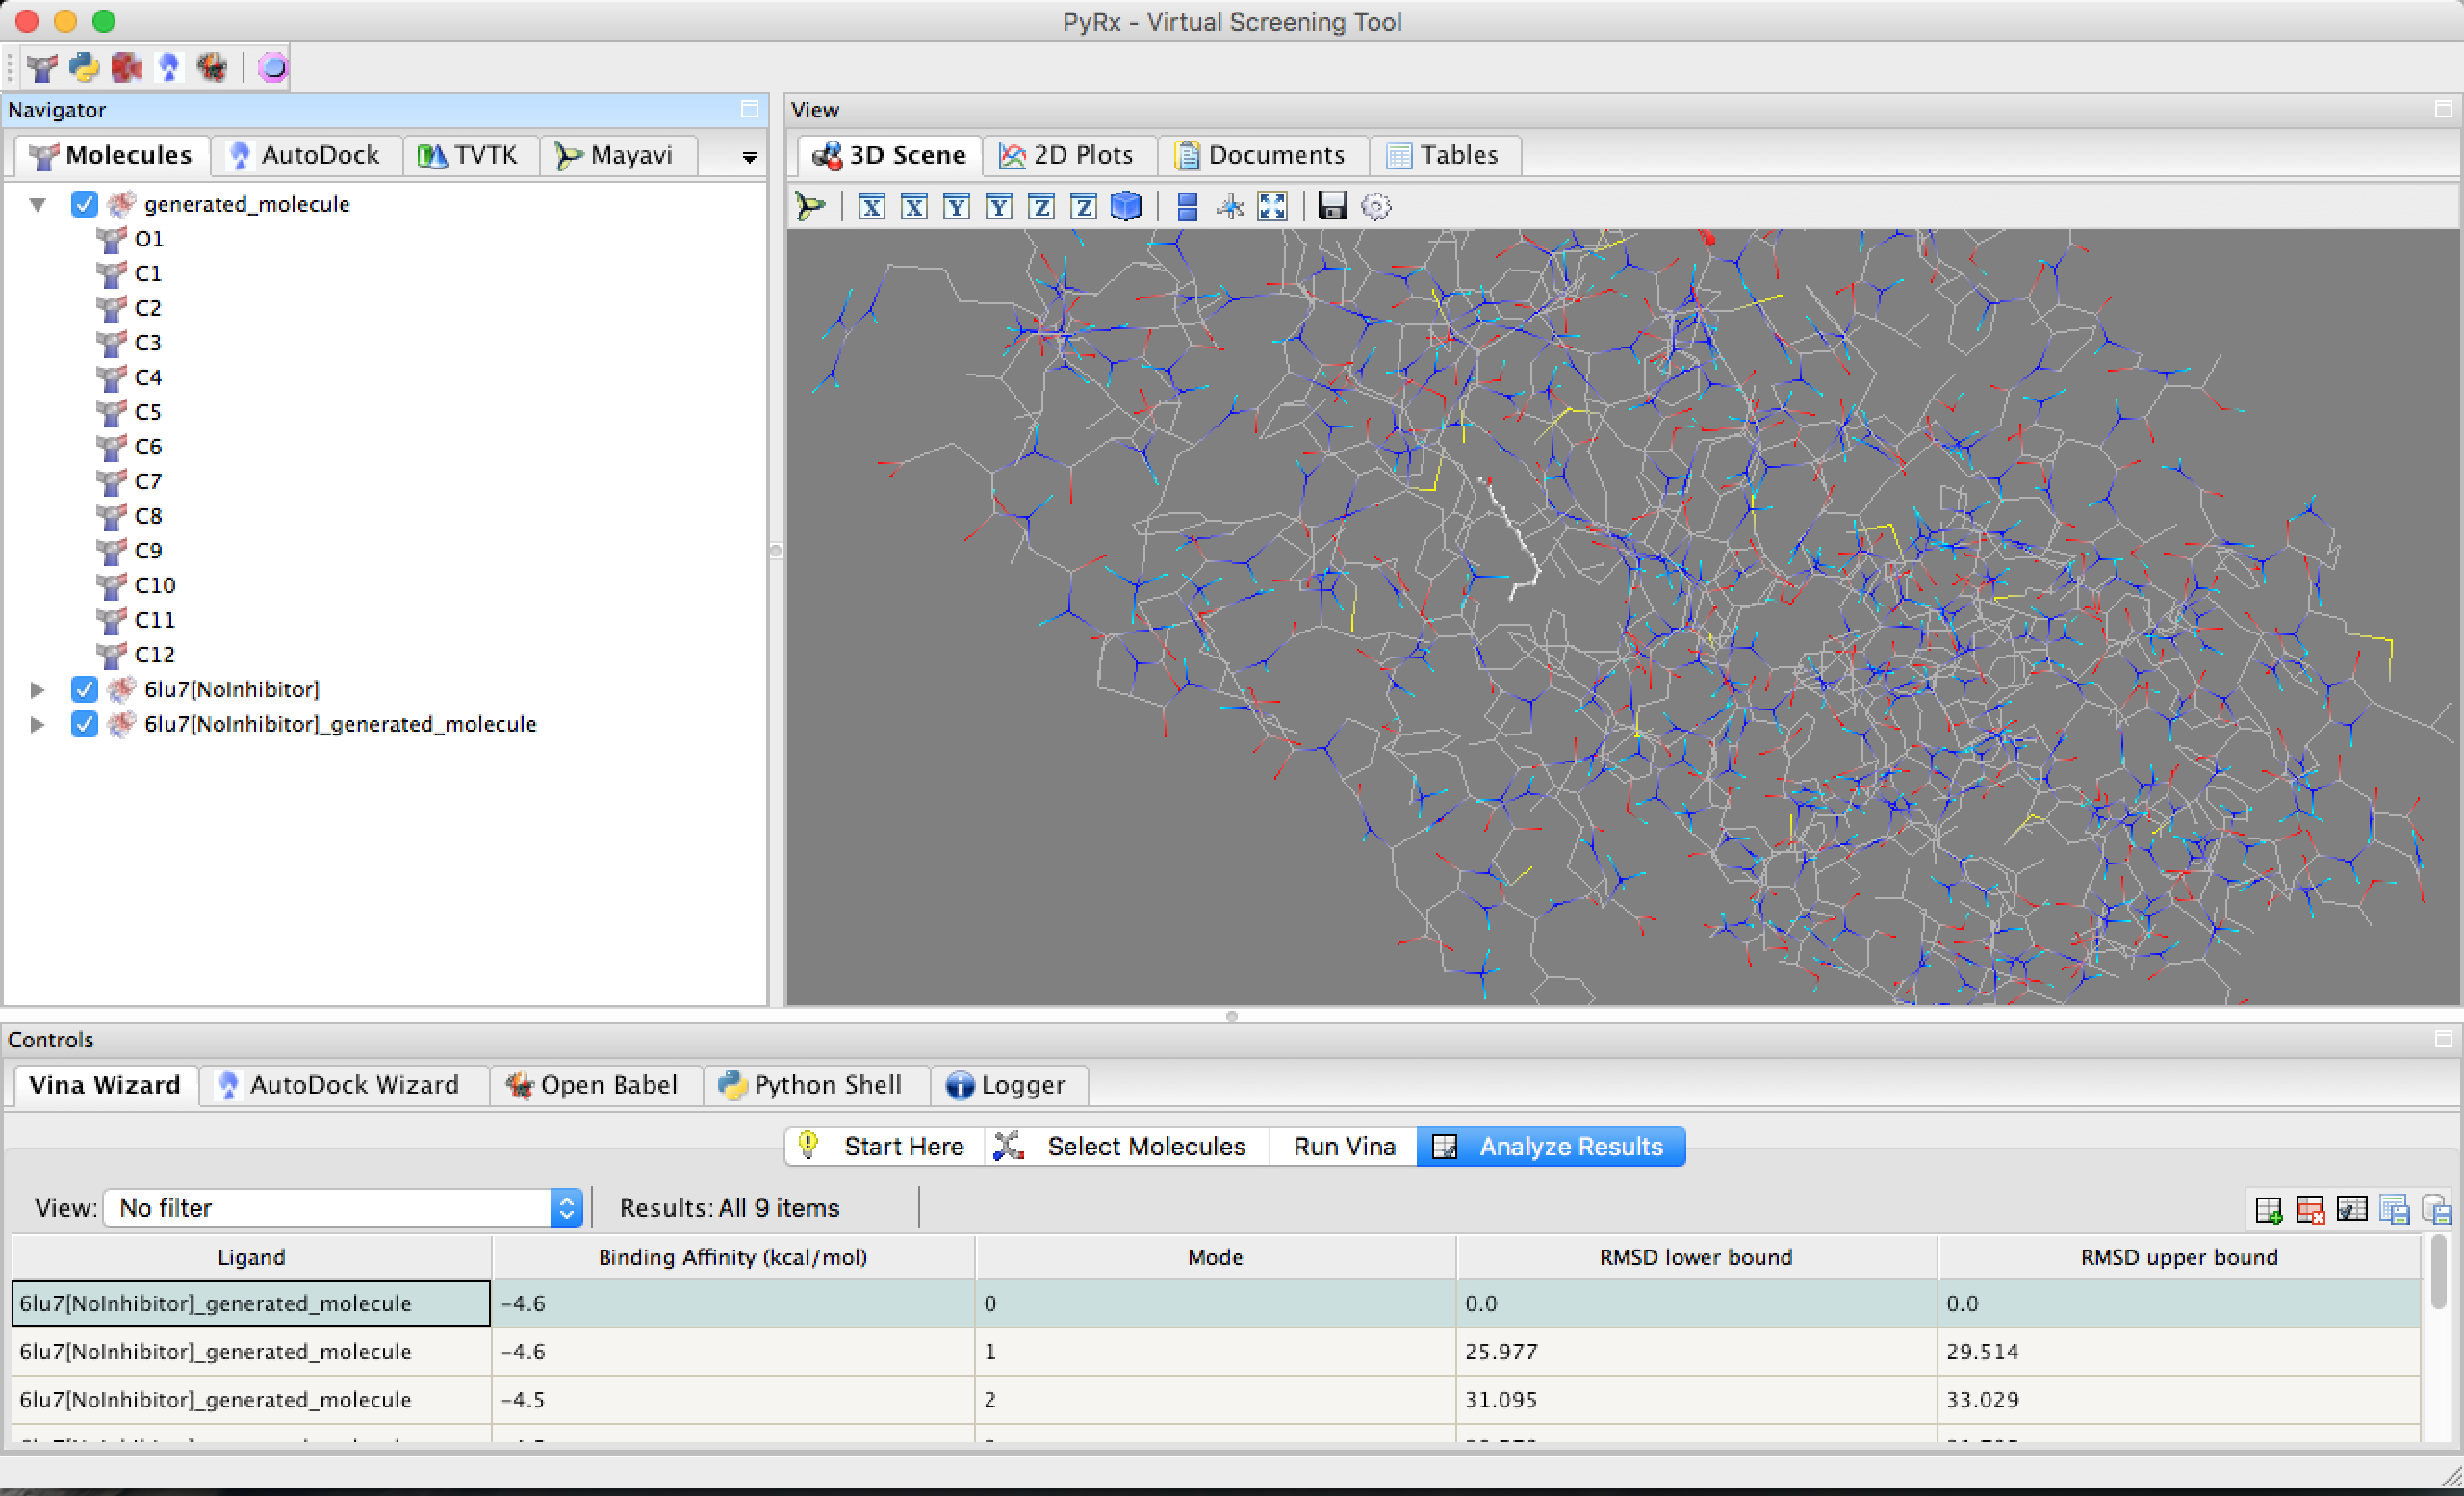 PyRx - Virtual Screening Tool
Navigator
View
Molecules AutoDock TVTK Mayavi
3D Scene 2D Plots Documents Tables
X X Y Y Z Z
generated_molecule
O1
C1
C2
C3
C4
C5
C6
C7
C8
C9
C10
C11
C12
6lu7[NoInhibitor]
6lu7[NoInhibitor]_generated_molecule
Controls
Vina Wizard AutoDock Wizard Open Babel Python Shell Logger
Start Here Select Molecules Run Vina Analyze Results
View: No filter Results: All 9 items
Ligand Binding Affinity (kcal/mol) Mode RMSD lower bound RMSD upper bound
6lu7[NoInhibitor]_generated_molecule -4.6 0 0.0 0.0
6lu7[NoInhibitor]_generated_molecule -4.6 1 25.977 29.514
6lu7[NoInhibitor]_generated_molecule -4.5 2 31.095 33.029